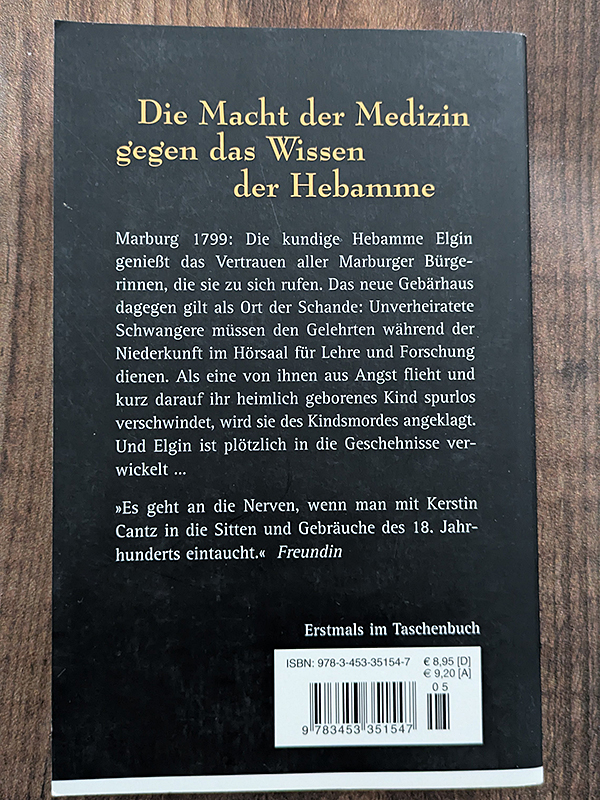 Die Macht der Medizin
gegen das Wissen
der Hebamme
Marburg 1799: Die kundige Hebamme Elgin
genießt das Vertrauen aller Marburger Bürge-
rinnen, die sie zu sich rufen. Das neue Gebärhaus
dagegen gilt als Ort der Schande: Unverheiratete
Schwangere müssen den Gelehrten während der
Niederkunft im Hörsaal für Lehre und Forschung
dienen. Als eine von ihnen aus Angst flieht und
kurz darauf ihr heimlich geborenes Kind spurlos
verschwindet, wird sie des Kindsmordes angeklagt.
Und Elgin ist plötzlich in die Geschehnisse ver-
wickelt ...
»Es geht an die Nerven, wenn man mit Kerstin
Cantz in die Sitten und Gebräuche des 18. Jahr-
hunderts eintaucht.« Freundin
Erstmals im Taschenbuch
ISBN: 978-3-453-35154-7
€ 8,95 [D]
€ 9,20 [A]
05
9 783453 351547